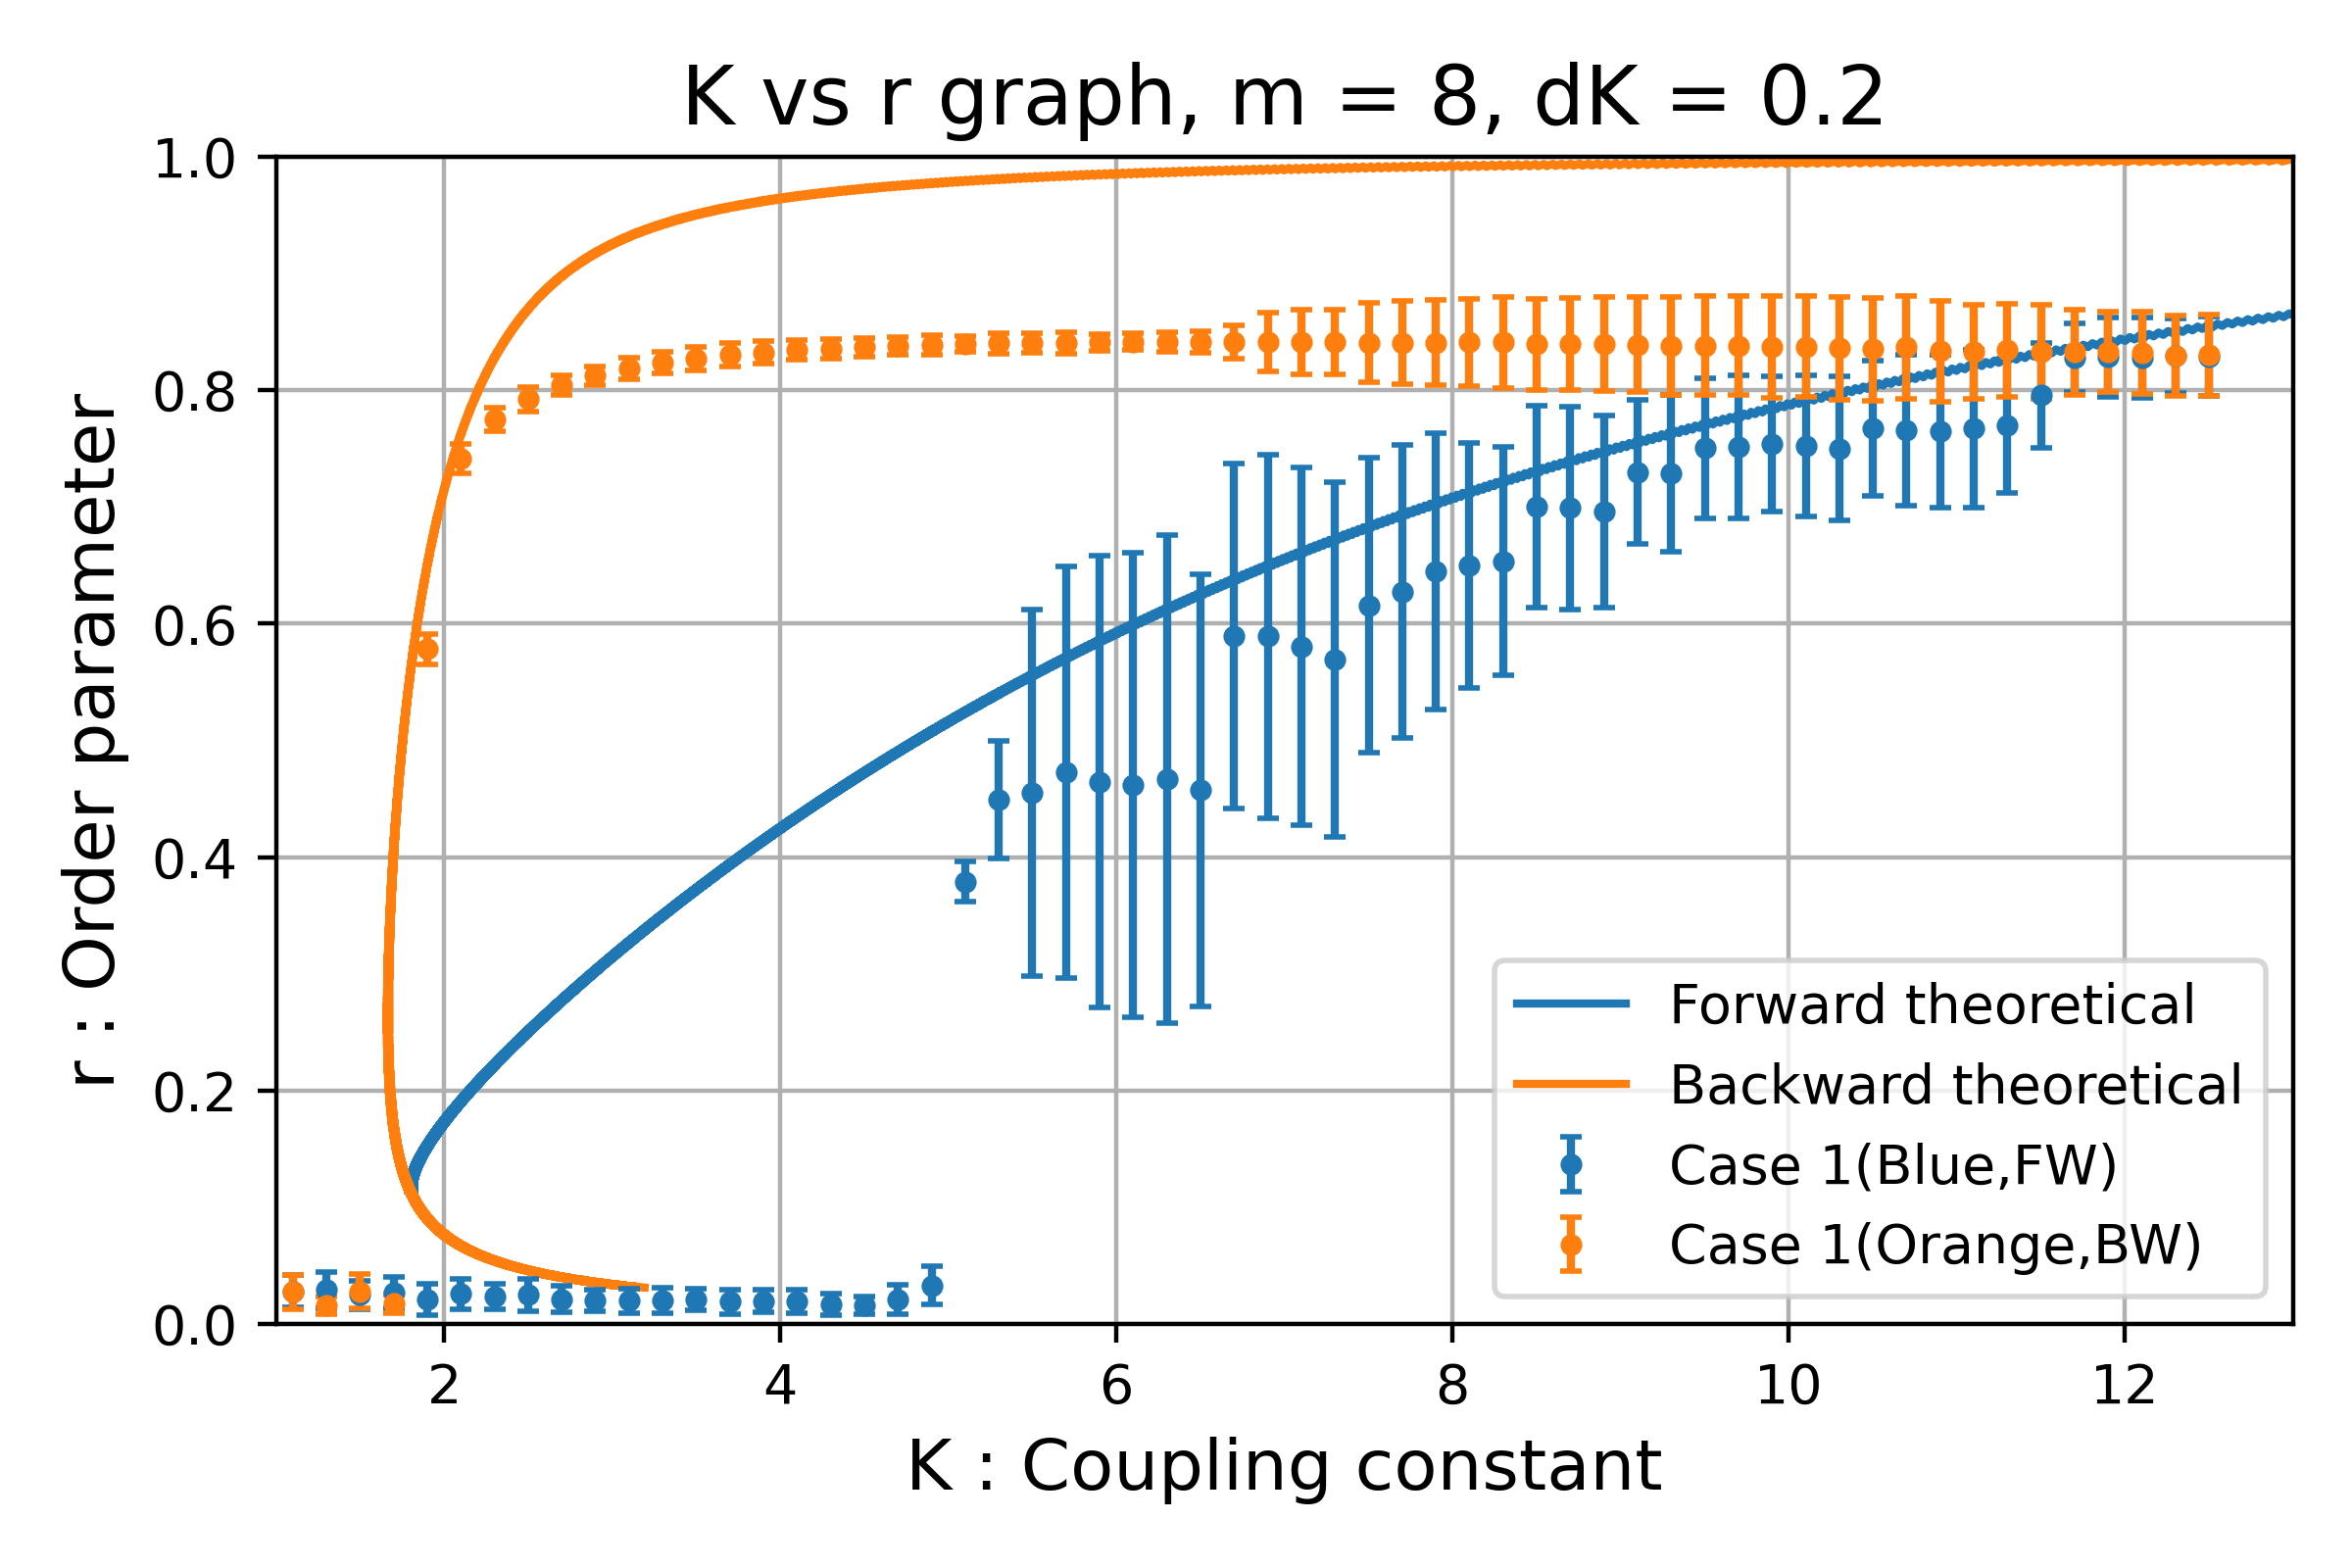 K vs r graph, m = 8, dK = 0.2
1.0
0.8
0.6
0.4
0.2
0.0
r : Order parameter
2 4 6 8 10 12
K : Coupling constant
Forward theoretical
Backward theoretical
Case 1(Blue,FW)
Case 1(Orange,BW)